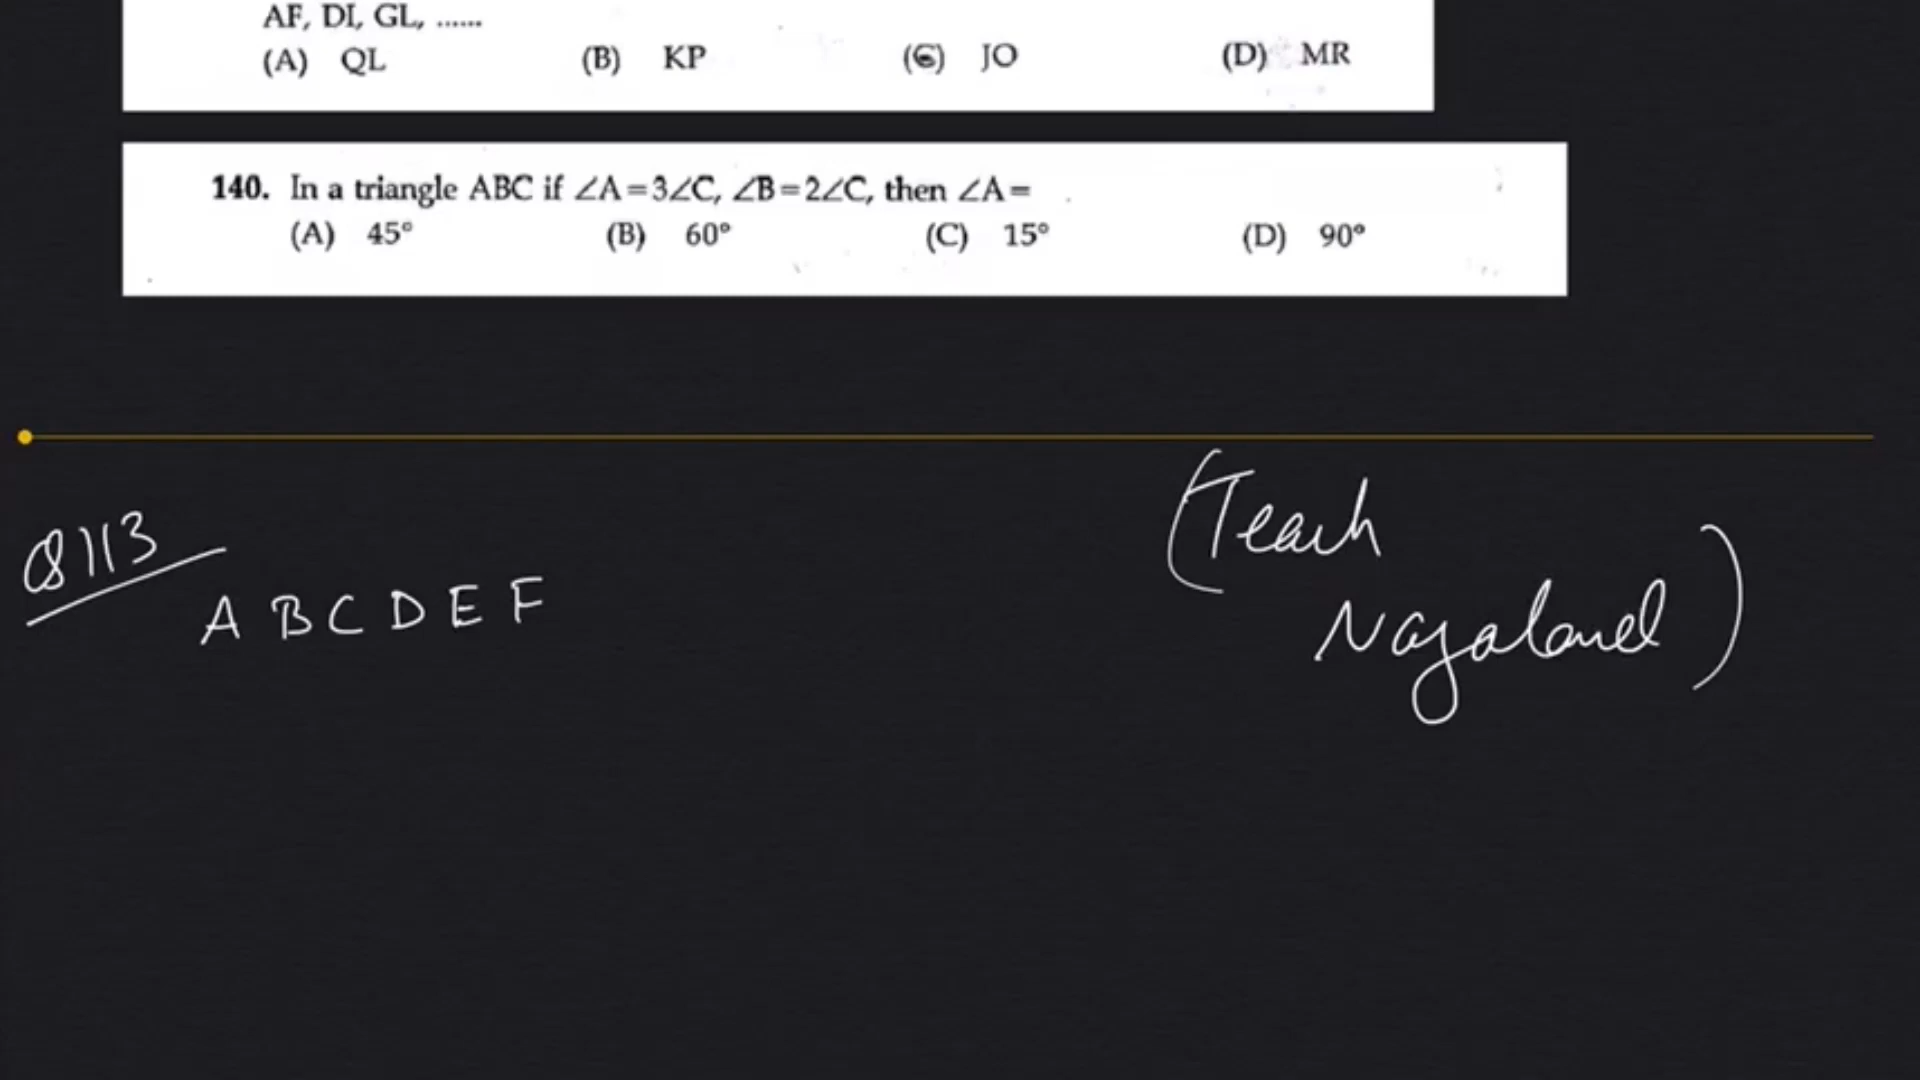 AF, DI, GL, ......
(A) QL (B) KP (C) JO (D) MR
140. In a triangle ABC if ∠A=3∠C, ∠B=2∠C, then ∠A=
(A) 45° (B) 60° (C) 15° (D) 90°
Q113
A B C D E F
(Teach
Nagaland)